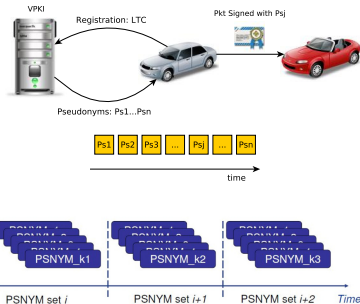 VPKI
Registration: LTC
Pkt Signed with Psj
Pseudonyms: Ps1...Psn
Ps1 Ps2 Ps3 ... Psj ... Psn
time
PSNYM_k1 PSNYM_k2 PSNYM_k3
PSNYM set i PSNYM set i+1 PSNYM set i+2 Time